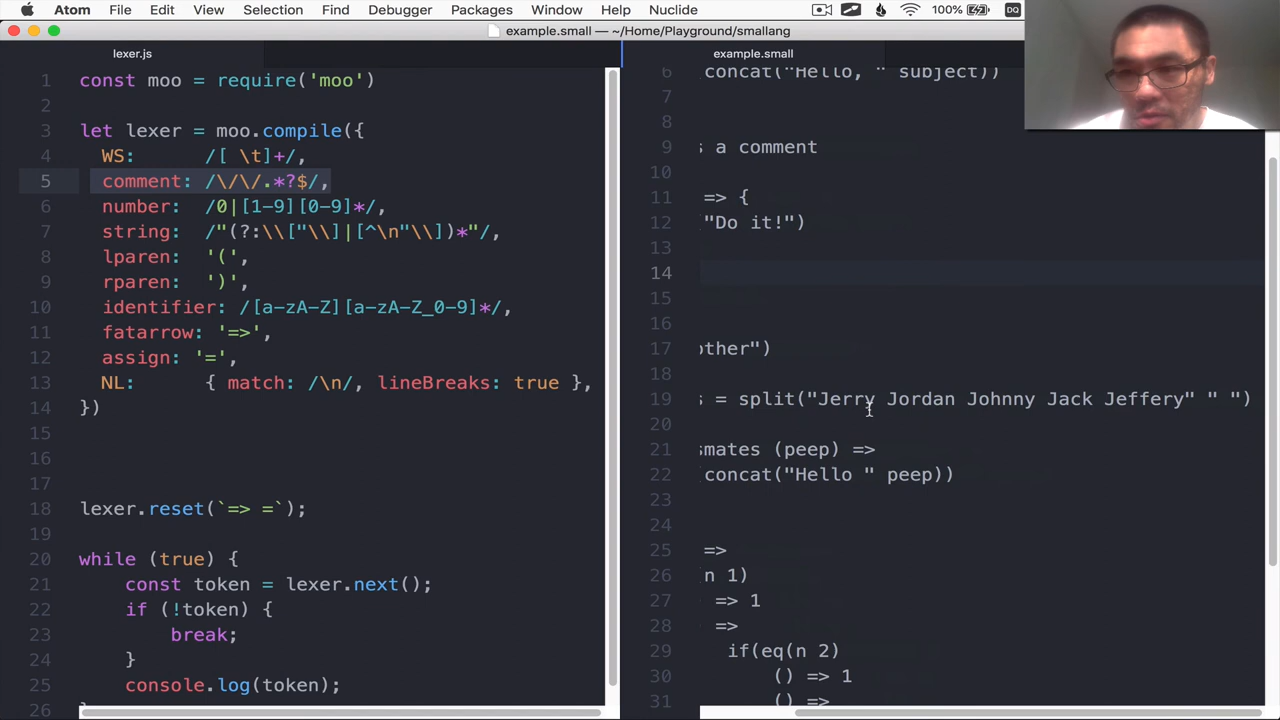 Atom File Edit View Selection Find Debugger Packages Window Help Nuclide 100% DQ
example.small — ~/Home/Playground/smallang
lexer.js
example.small
1 const moo = require('moo')
2
3 let lexer = moo.compile({
4 WS: /[ \t]+/,
5 comment: /\/\/.*?$/,
6 number: /0|[1-9][0-9]*/,
7 string: /"(?:\\["\\]|[^\n"\\])*"/,
8 lparen: '(',
9 rparen: ')',
10 identifier: /[a-zA-Z][a-zA-Z_0-9]*/,
11 fatarrow: '=>',
12 assign: '=',
13 NL: { match: /\n/, lineBreaks: true },
14 })
15
16
17
18 lexer.reset(`=> =`);
19
20 while (true) {
21 const token = lexer.next();
22 if (!token) {
23 break;
24 }
25 console.log(token);
26
6 concat("Hello, " subject))
7
8
9 s a comment
10
11 => {
12 ("Do it!")
13
14
15
16
17 other")
18
19 s = split("Jerry Jordan Johnny Jack Jeffery" " ")
20
21 smates (peep) =>
22 (concat("Hello " peep))
23
24
25 =>
26 n 1)
27 => 1
28 =>
29 if(eq(n 2)
30 () => 1
31 () =>